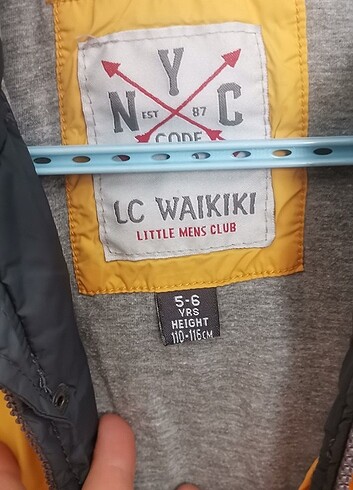 Y
N EST 87 C
CODE
LC WAIKIKI
LITTLE MENS CLUB
5-6
YRS
HEIGHT
110-116CM